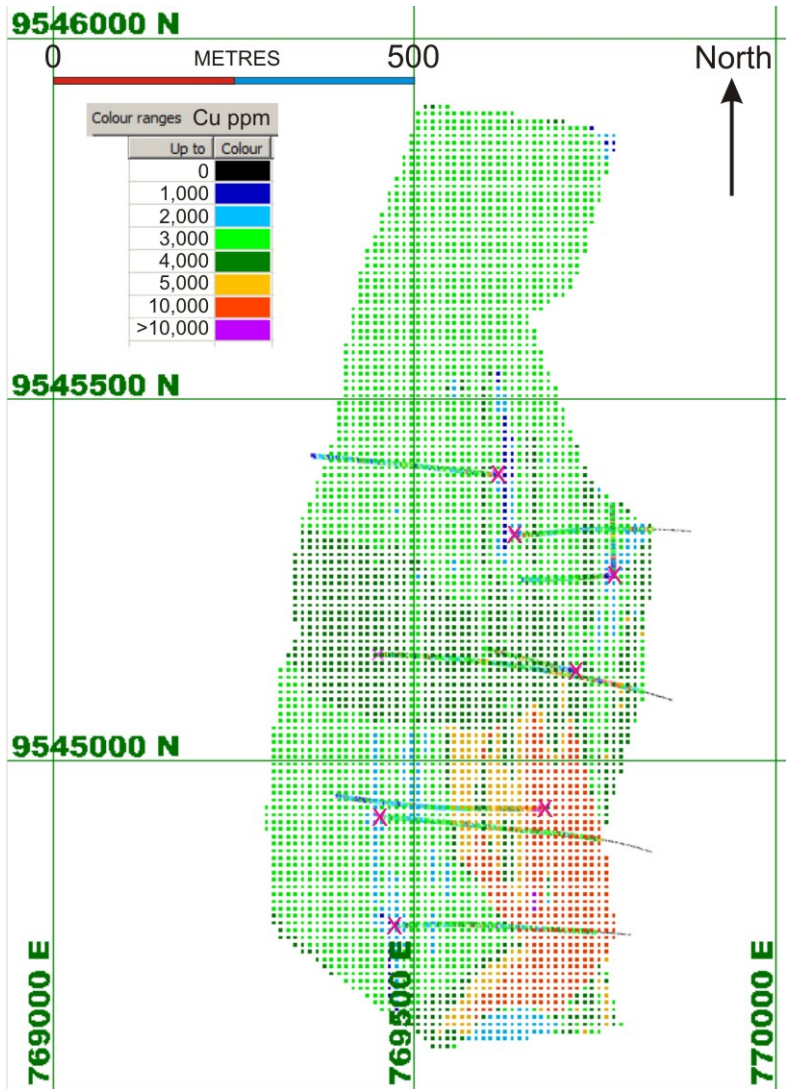 9546000 N
0 METRES 500
North
Colour ranges Cu ppm
Up to Colour
0
1,000
2,000
3,000
4,000
5,000
10,000
>10,000
9545500 N
9545000 N
769000 E
769500 E
770000 E